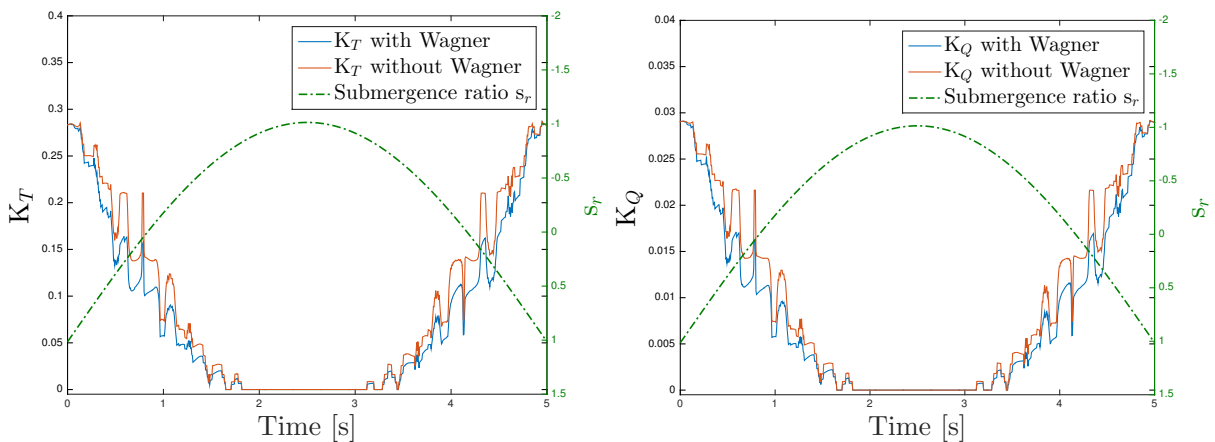 0.4
0.35
0.3
0.25
0.2
0.15
0.1
0.05
0
K_T
-2
-1.5
-1
-0.5
0
0.5
1
1.5
s_r
K_T with Wagner
K_T without Wagner
Submergence ratio s_r
0 1 2 3 4 5
Time [s]
0.04
0.035
0.03
0.025
0.02
0.015
0.01
0.005
0
K_Q
-2
-1.5
-1
-0.5
0
0.5
1
1.5
s_r
K_Q with Wagner
K_Q without Wagner
Submergence ratio s_r
0 1 2 3 4 5
Time [s]